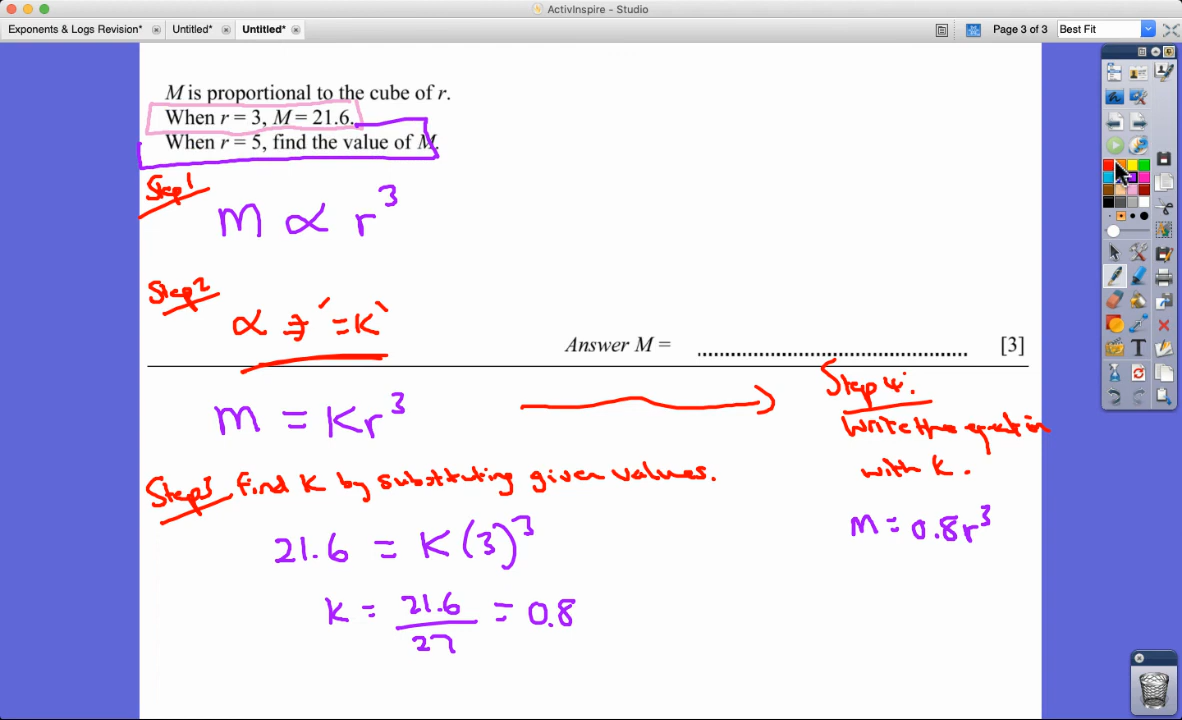 ActivInspire - Studio
Exponents & Logs Revision* Untitled* Untitled* Page 3 of 3 Best Fit
M is proportional to the cube of r.
When r = 3, M = 21.6.
When r = 5, find the value of M.
Step 1
M ∝ r³
Step 2
∝ → '= K'
Answer M = .................................................. [3]
M = Kr³
Step 3 find K by substituting given values.
21.6 = K(3)³
K = 21.6/27 = 0.8
Step 4:
Write the equation
with k.
M = 0.8r³